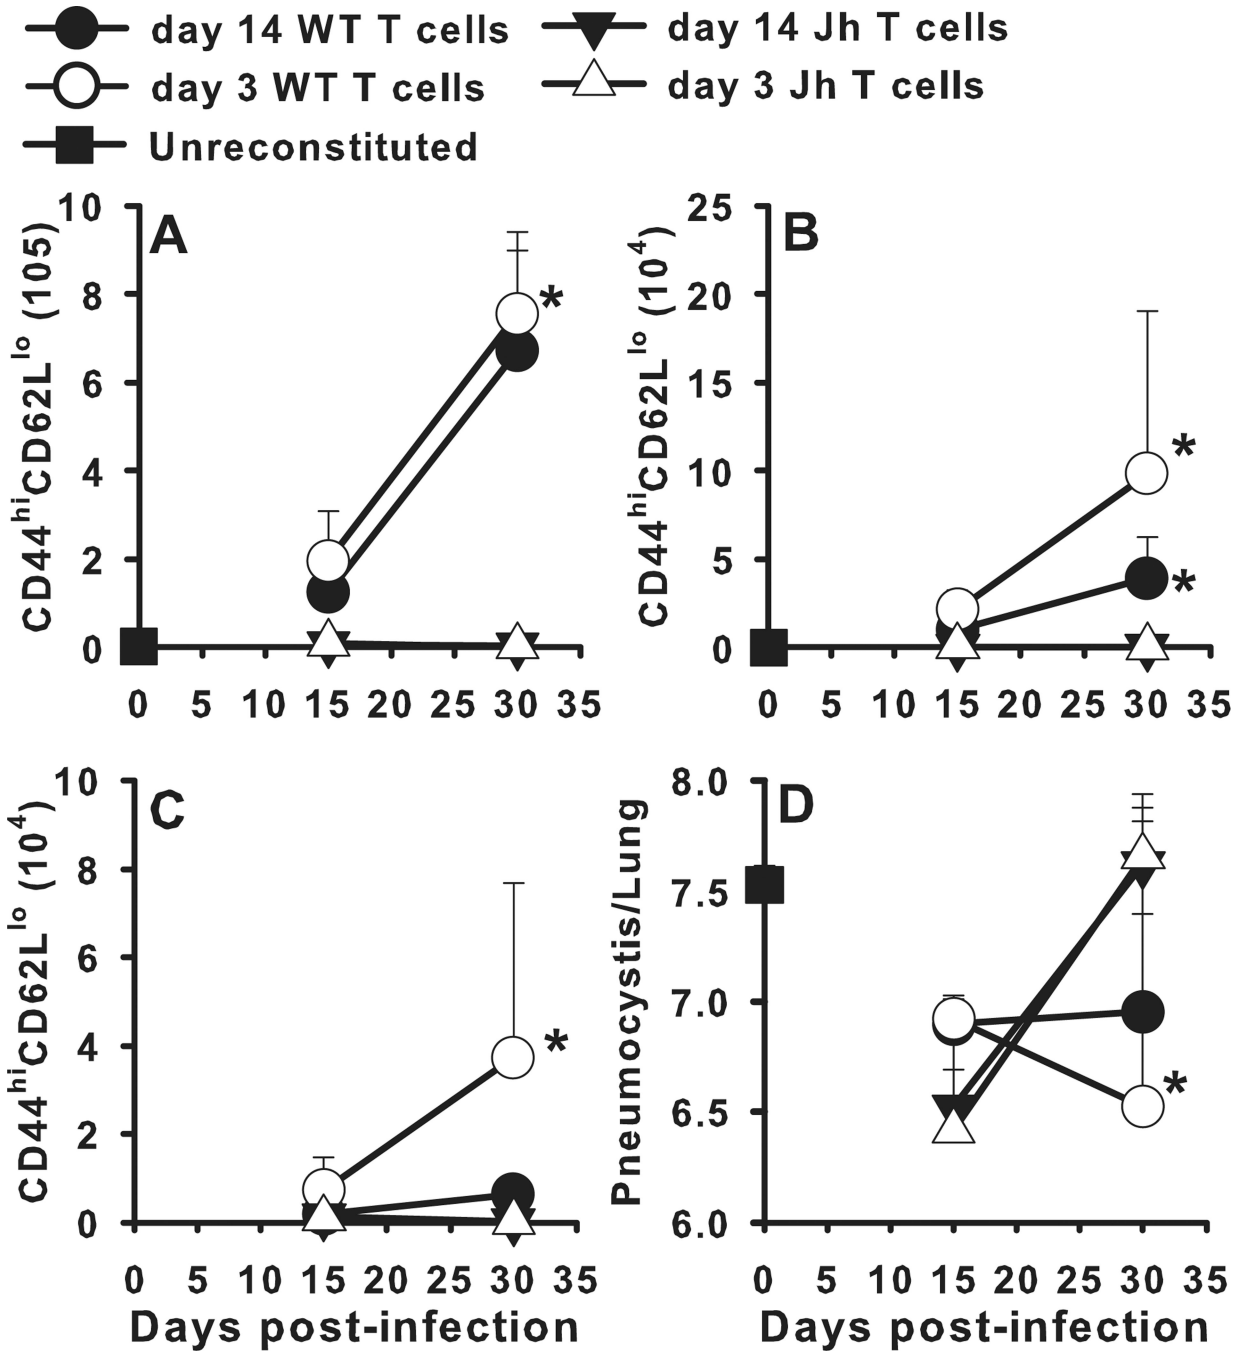 day 14 WT T cells
day 14 Jh T cells
day 3 WT T cells
day 3 Jh T cells
Unreconstituted
A
CD44hiCD62Llo (105)
10
8
6
4
2
0
0 5 10 15 20 25 30 35
*
B
CD44hiCD62Llo (104)
25
20
15
10
5
0
0 5 10 15 20 25 30 35
*
*
C
CD44hiCD62Llo (104)
10
8
6
4
2
0
0 5 10 15 20 25 30 35
Days post-infection
*
D
Pneumocystis/Lung
8.0
7.5
7.0
6.5
6.0
0 5 10 15 20 25 30 35
Days post-infection
*